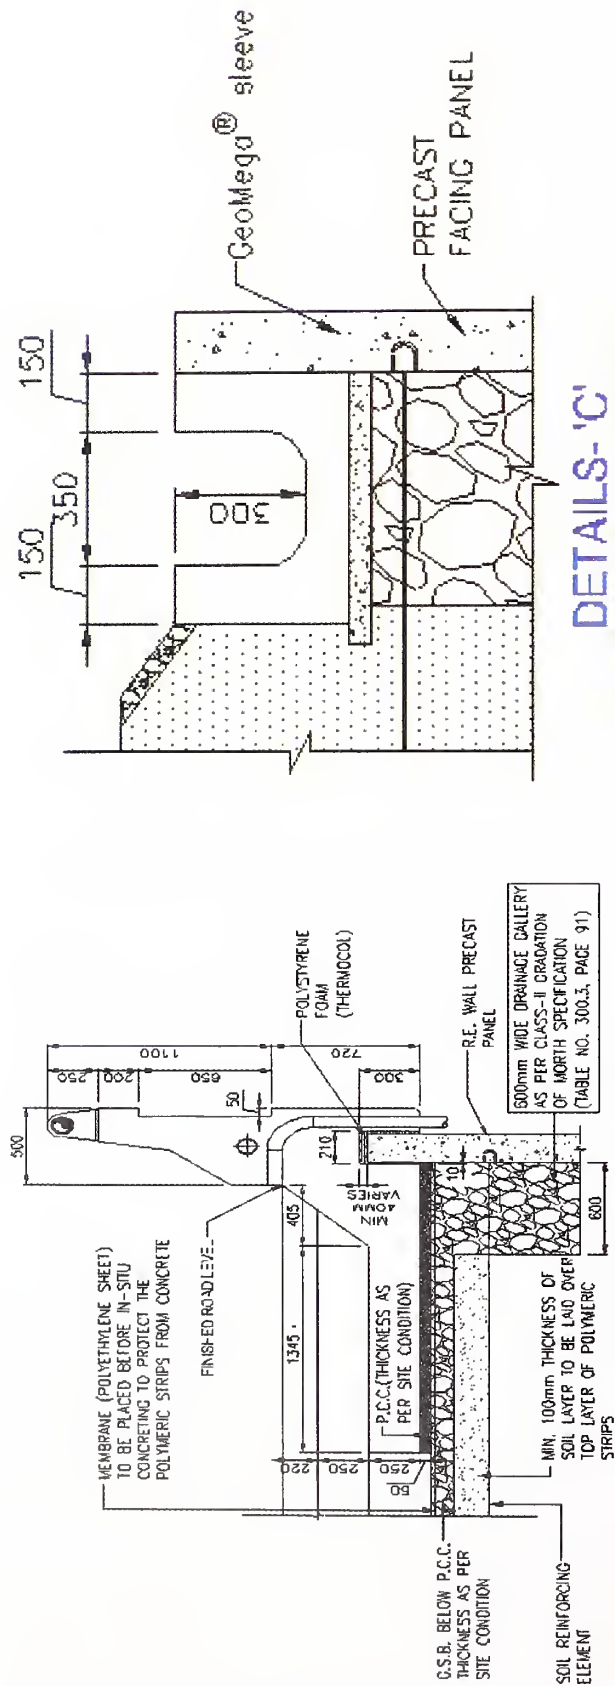 150
350
150
300
GeoMega® sleeve
PRECAST
FACING PANEL
DETAILS-'C'
500
250
200
650
1100
50
720
300
210
MIN
40MM
VARIES
405
1345
10
220
250
250
50
600
MEMBRANE (POLYETHYLENE SHEET)
TO BE PLACED BEFORE IN-SITU
CONCRETING TO PROTECT THE
POLYMERIC STRIPS FROM CONCRETE
FINISHED ROAD LEVEL
POLYSTYRENE
FOAM
(THERMOCOL)
R.E. WALL PRECAST
PANEL
600mm WIDE DRAINAGE GALLERY
AS PER CLASS-II GRADATION
OF MORTH SPECIFICATION
(TABLE NO. 300.3, PAGE 91)
P.C.C.(THICKNESS AS
PER SITE CONDITION)
G.S.B. BELOW P.C.C.
THICKNESS AS PER
SITE CONDITION
SOIL REINFORCING
ELEMENT
MIN. 100mm THICKNESS OF
SOIL LAYER TO BE LAID OVER
TOP LAYER OF POLYMERIC
STRIPS